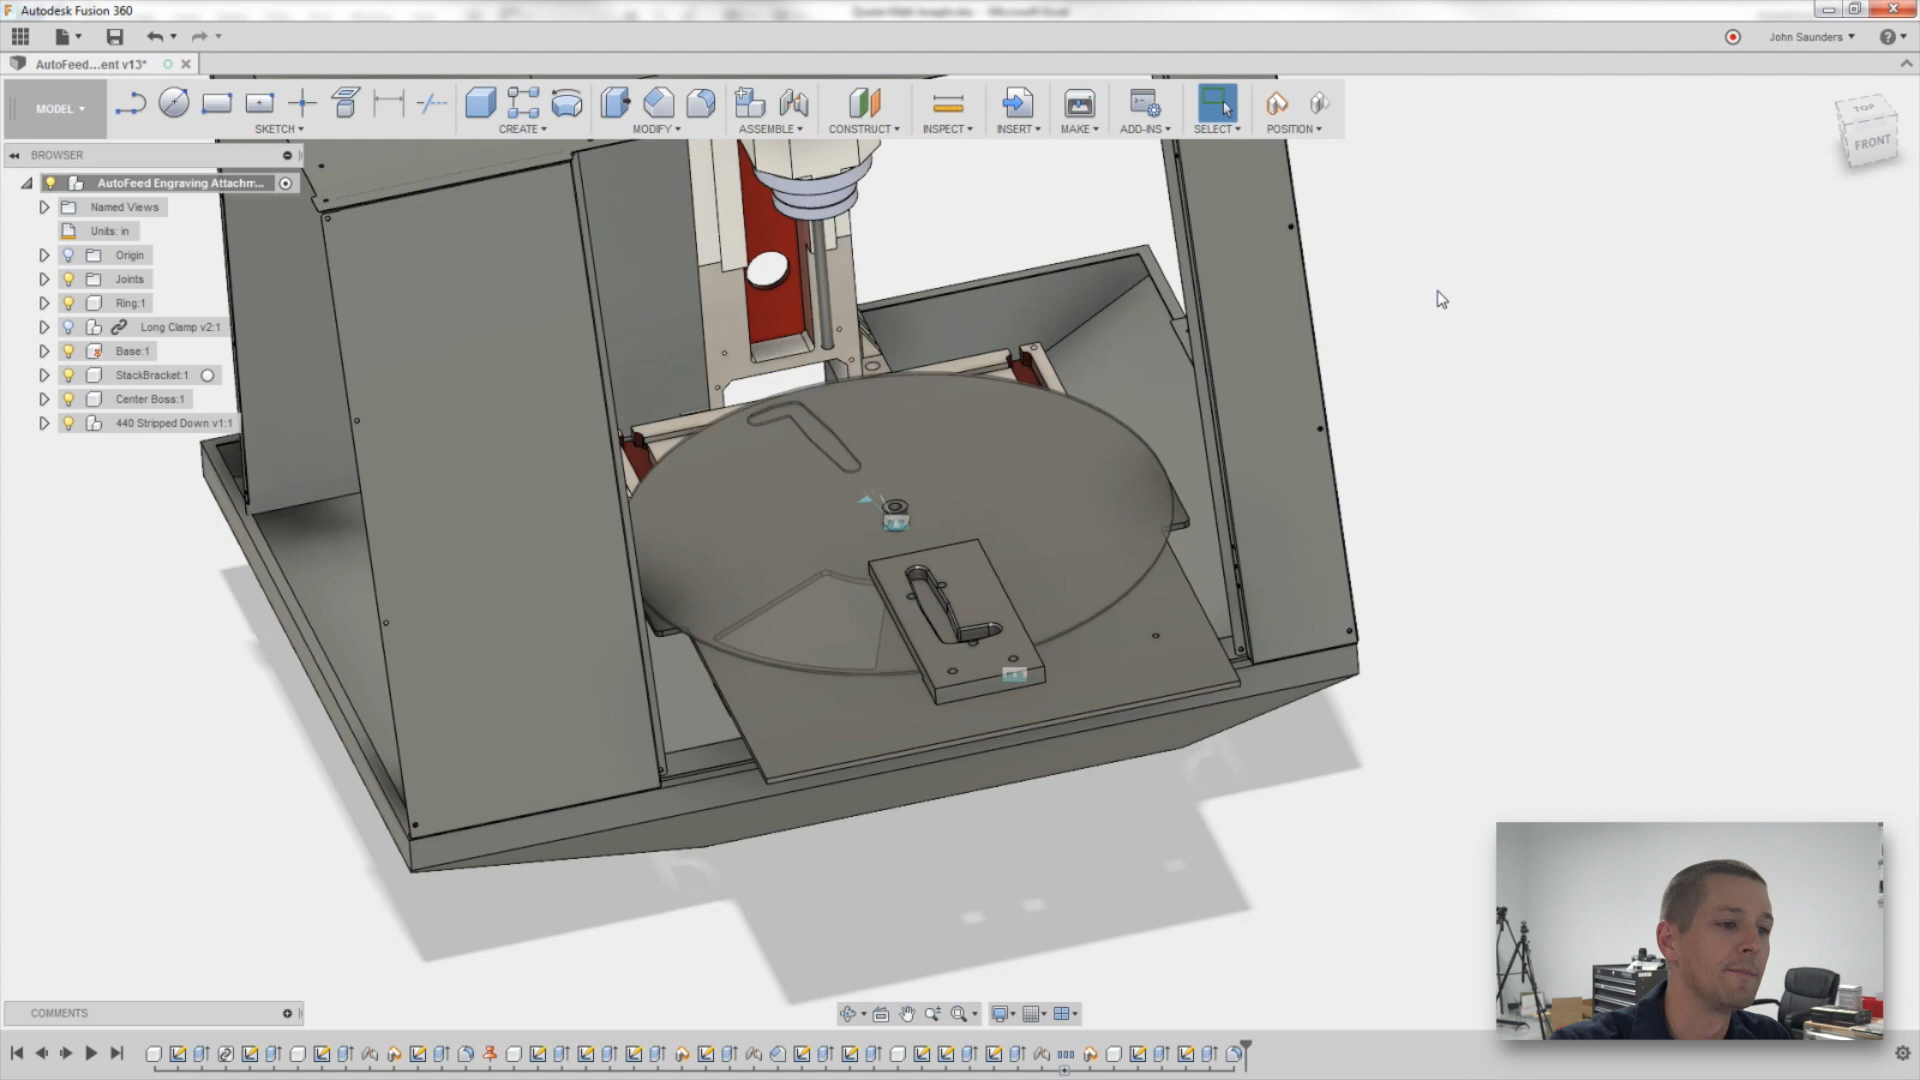 Autodesk Fusion 360
John Saunders
AutoFeed...ent v13*
MODEL
SKETCH
CREATE
MODIFY
ASSEMBLE
CONSTRUCT
INSPECT
INSERT
MAKE
ADD-INS
SELECT
POSITION
TOP
FRONT
BROWSER
AutoFeed Engraving Attachm...
Named Views
Units: in
Origin
Joints
Ring:1
Long Clamp v2:1
Base:1
StackBracket:1
Center Boss:1
440 Stripped Down v1:1
COMMENTS